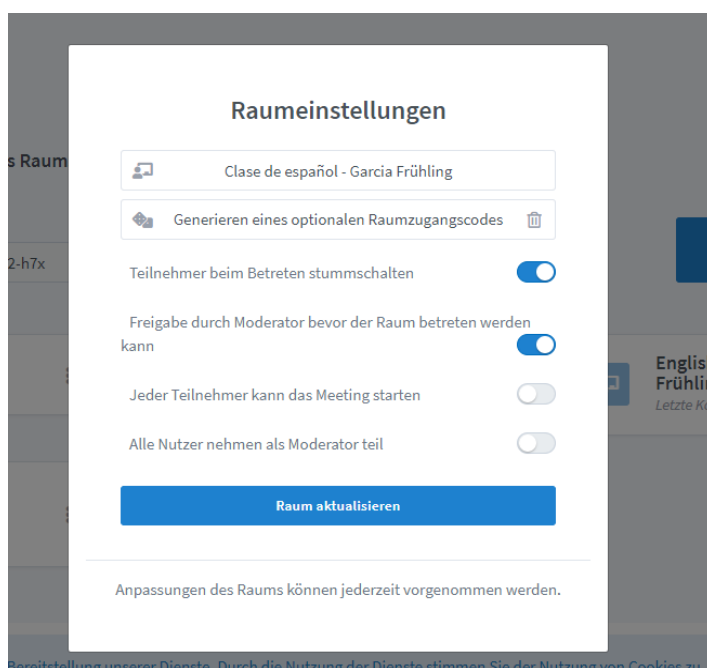 Raumeinstellungen
s Raum
Clase de español - Garcia Frühling
Generieren eines optionalen Raumzugangscodes
2-h7x
Teilnehmer beim Betreten stummschalten
Freigabe durch Moderator bevor der Raum betreten werden
kann
Englis
Frühli
Letzte K
Jeder Teilnehmer kann das Meeting starten
Alle Nutzer nehmen als Moderator teil
Raum aktualisieren
Anpassungen des Raums können jederzeit vorgenommen werden.
Bereitstellung unserer Dienste. Durch die Nutzung der Dienste stimmen Sie der Nutzung von Cookies zu